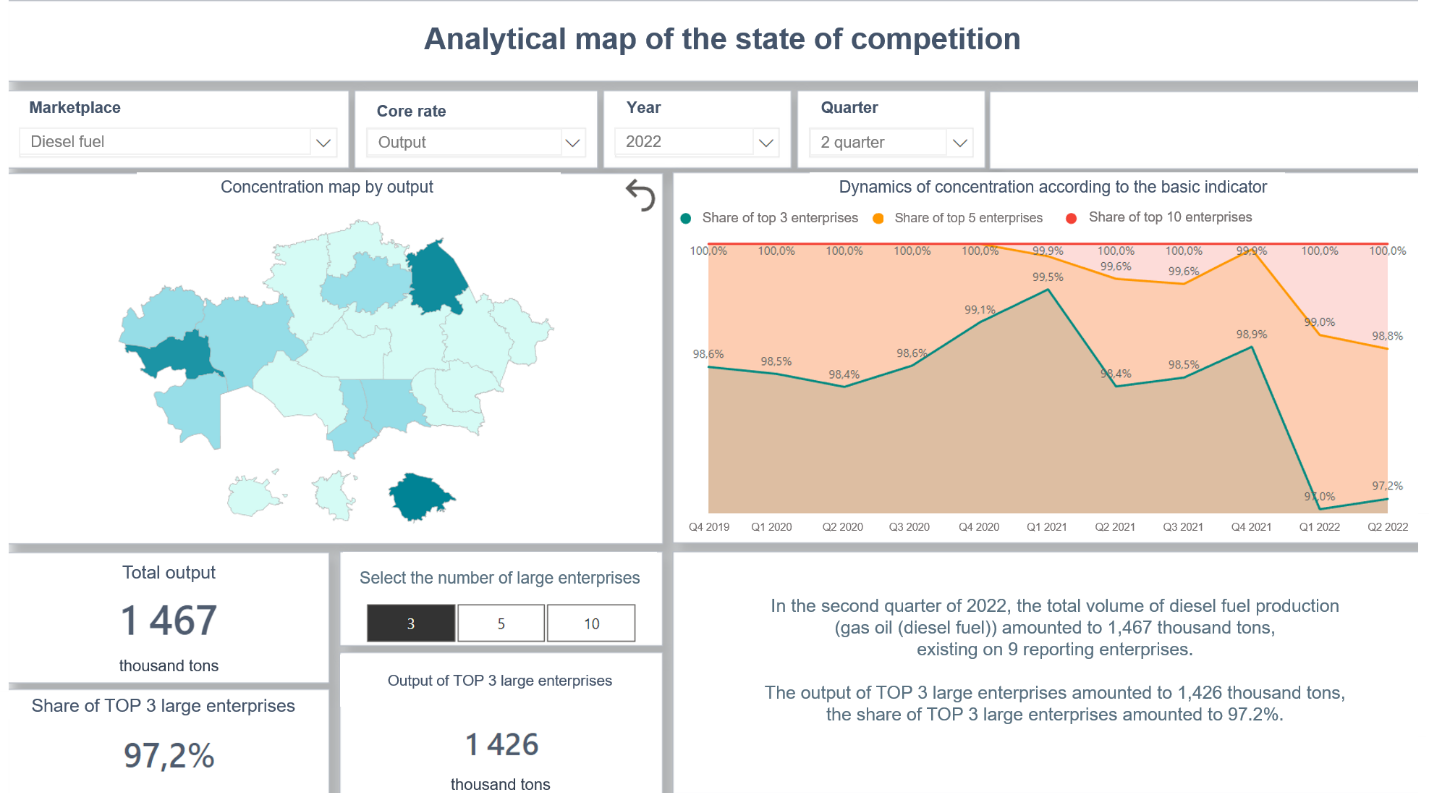 Analytical map of the state of competition
Marketplace
Diesel fuel
Core rate
Output
Year
2022
Quarter
2 quarter
Concentration map by output
Dynamics of concentration according to the basic indicator
Share of top 3 enterprises
Share of top 5 enterprises
Share of top 10 enterprises
100,0% 100,0% 100,0% 100,0% 100,0% 99,9% 100,0% 100,0% 99,9% 100,0% 100,0%
99,6% 99,6% 99,0% 98,8%
98,6% 98,5% 98,4% 98,6% 99,1% 99,5% 98,4% 98,5% 98,9% 97,0% 97,2%
Q4 2019 Q1 2020 Q2 2020 Q3 2020 Q4 2020 Q1 2021 Q2 2021 Q3 2021 Q4 2021 Q1 2022 Q2 2022
Total output
1 467
thousand tons
Share of TOP 3 large enterprises
97,2%
Select the number of large enterprises
3 5 10
Output of TOP 3 large enterprises
1 426
thousand tons
In the second quarter of 2022, the total volume of diesel fuel production
(gas oil (diesel fuel)) amounted to 1,467 thousand tons,
existing on 9 reporting enterprises.
The output of TOP 3 large enterprises amounted to 1,426 thousand tons,
the share of TOP 3 large enterprises amounted to 97.2%.